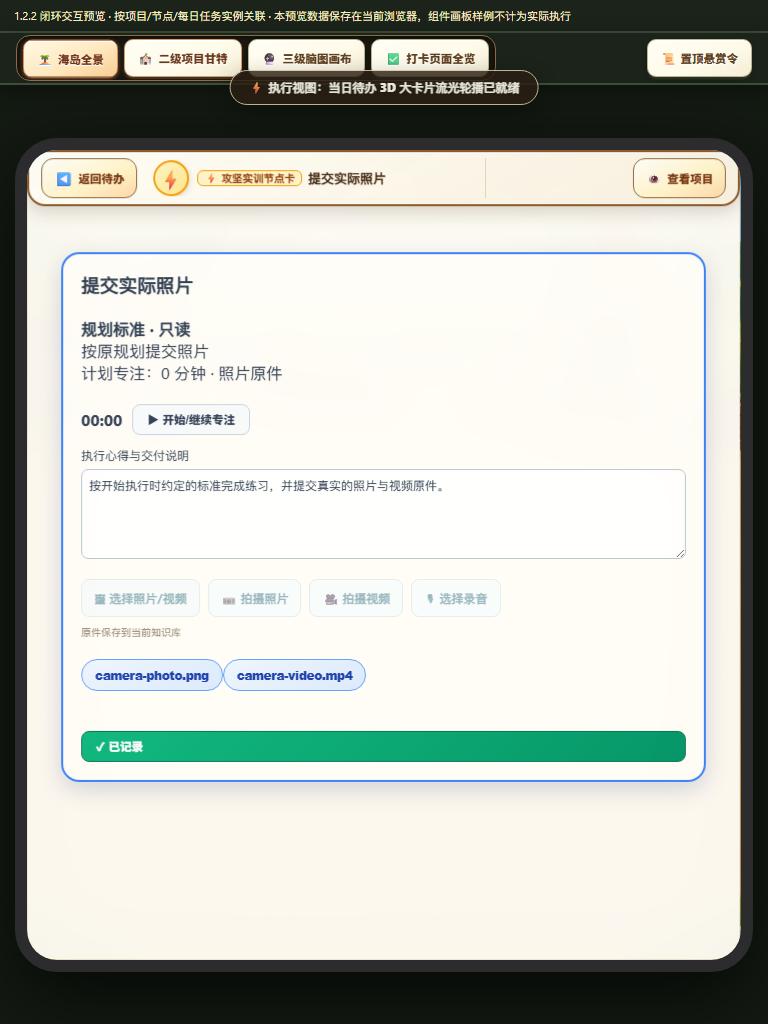 1.2.2 闭环交互预览 · 按项目/节点/每日任务实例关联 · 本预览数据保存在当前浏览器，组件画板样例不计为实际执行
海岛全景
二级项目甘特
三级脑图画布
打卡页面全览
置顶悬赏令
执行视图：当日待办 3D 大卡片流光轮播已就绪
返回待办
攻坚实训节点卡
提交实际照片
查看项目
提交实际照片
规划标准 · 只读
按原规划提交照片
计划专注：0 分钟 · 照片原件
00:00
▶ 开始/继续专注
执行心得与交付说明
按开始执行时约定的标准完成练习，并提交真实的照片与视频原件。
选择照片/视频
拍摄照片
拍摄视频
选择录音
原件保存到当前知识库
camera-photo.png
camera-video.mp4
✓ 已记录